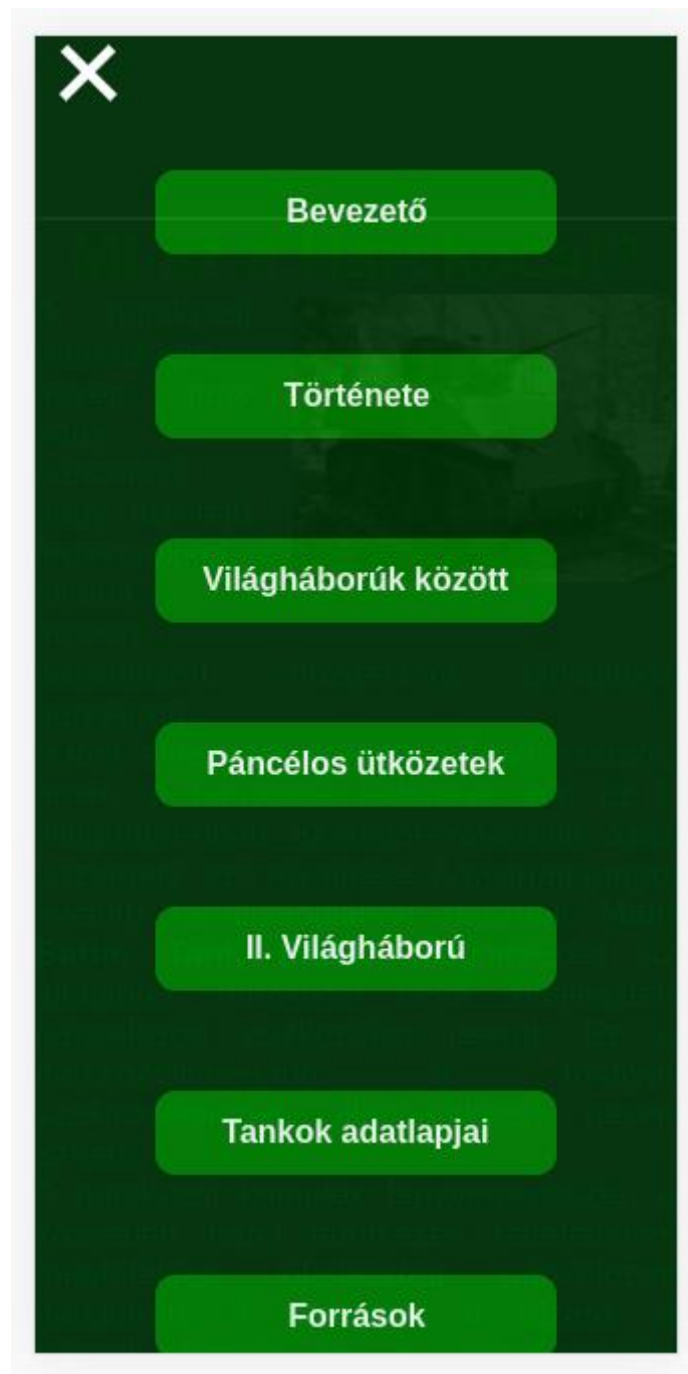 Bevezető
Története
Világháborúk között
Páncélos ütközetek
II. Világháború
Tankok adatlapjai
Források